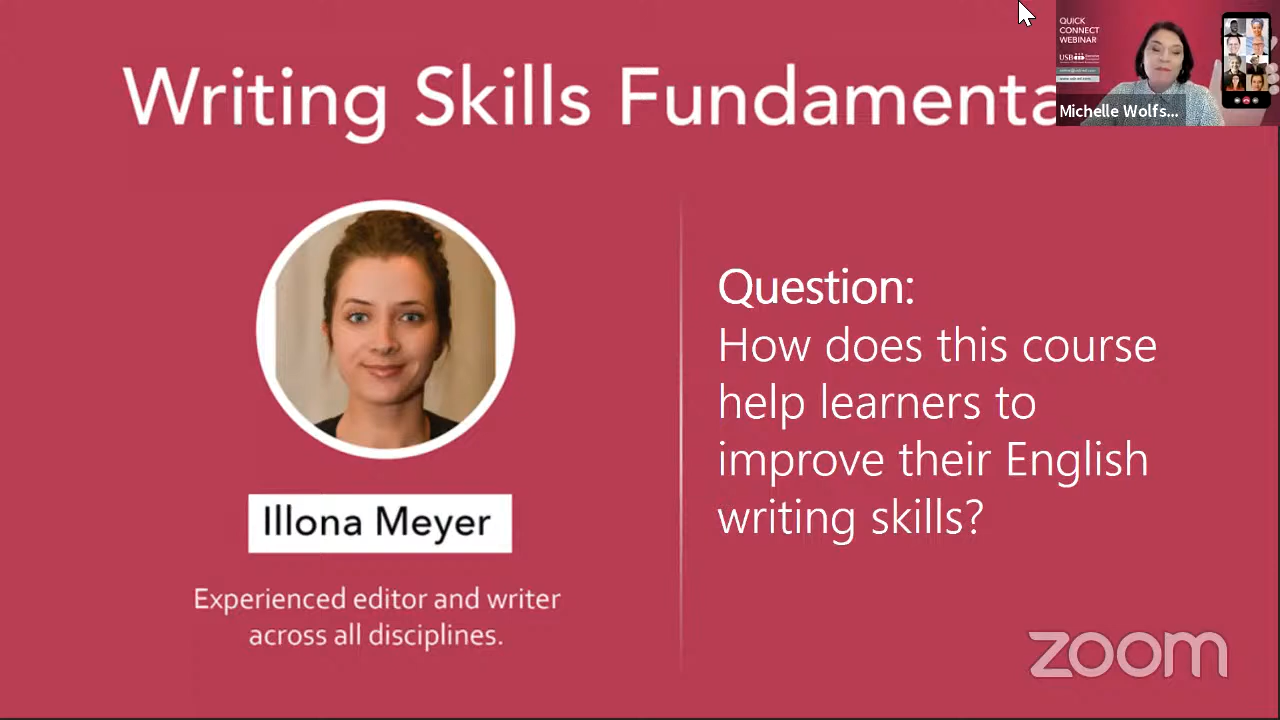 Writing Skills Fundamenta
QUICK
CONNECT
WEBINAR
USB
Michelle Wolfs...
Question:
How does this course
help learners to
improve their English
writing skills?
Illona Meyer
Experienced editor and writer
across all disciplines.
zoom